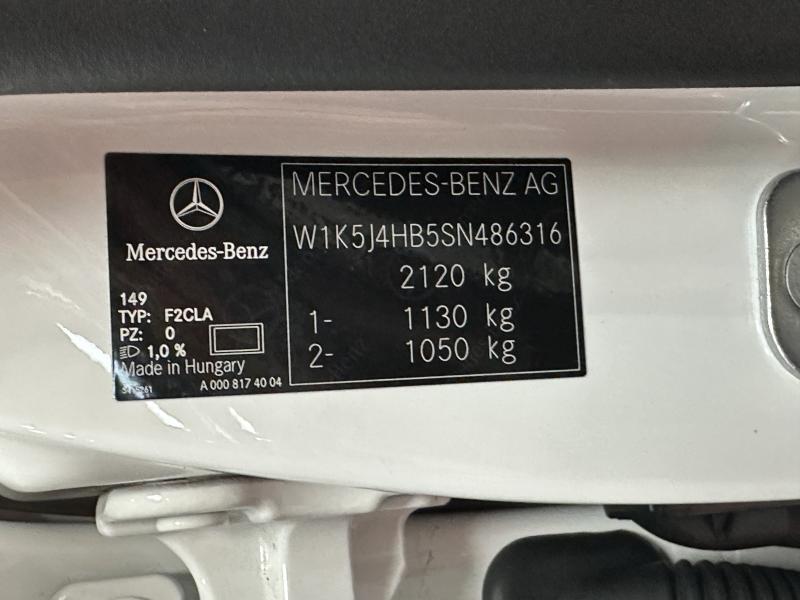 Mercedes-Benz
149
TYP: F2CLA
PZ: 0
1,0 %
Made in Hungary
A 000 817 40 04
MERCEDES-BENZ AG
W1K5J4HB5SN486316
2120 kg
1- 1130 kg
2- 1050 kg